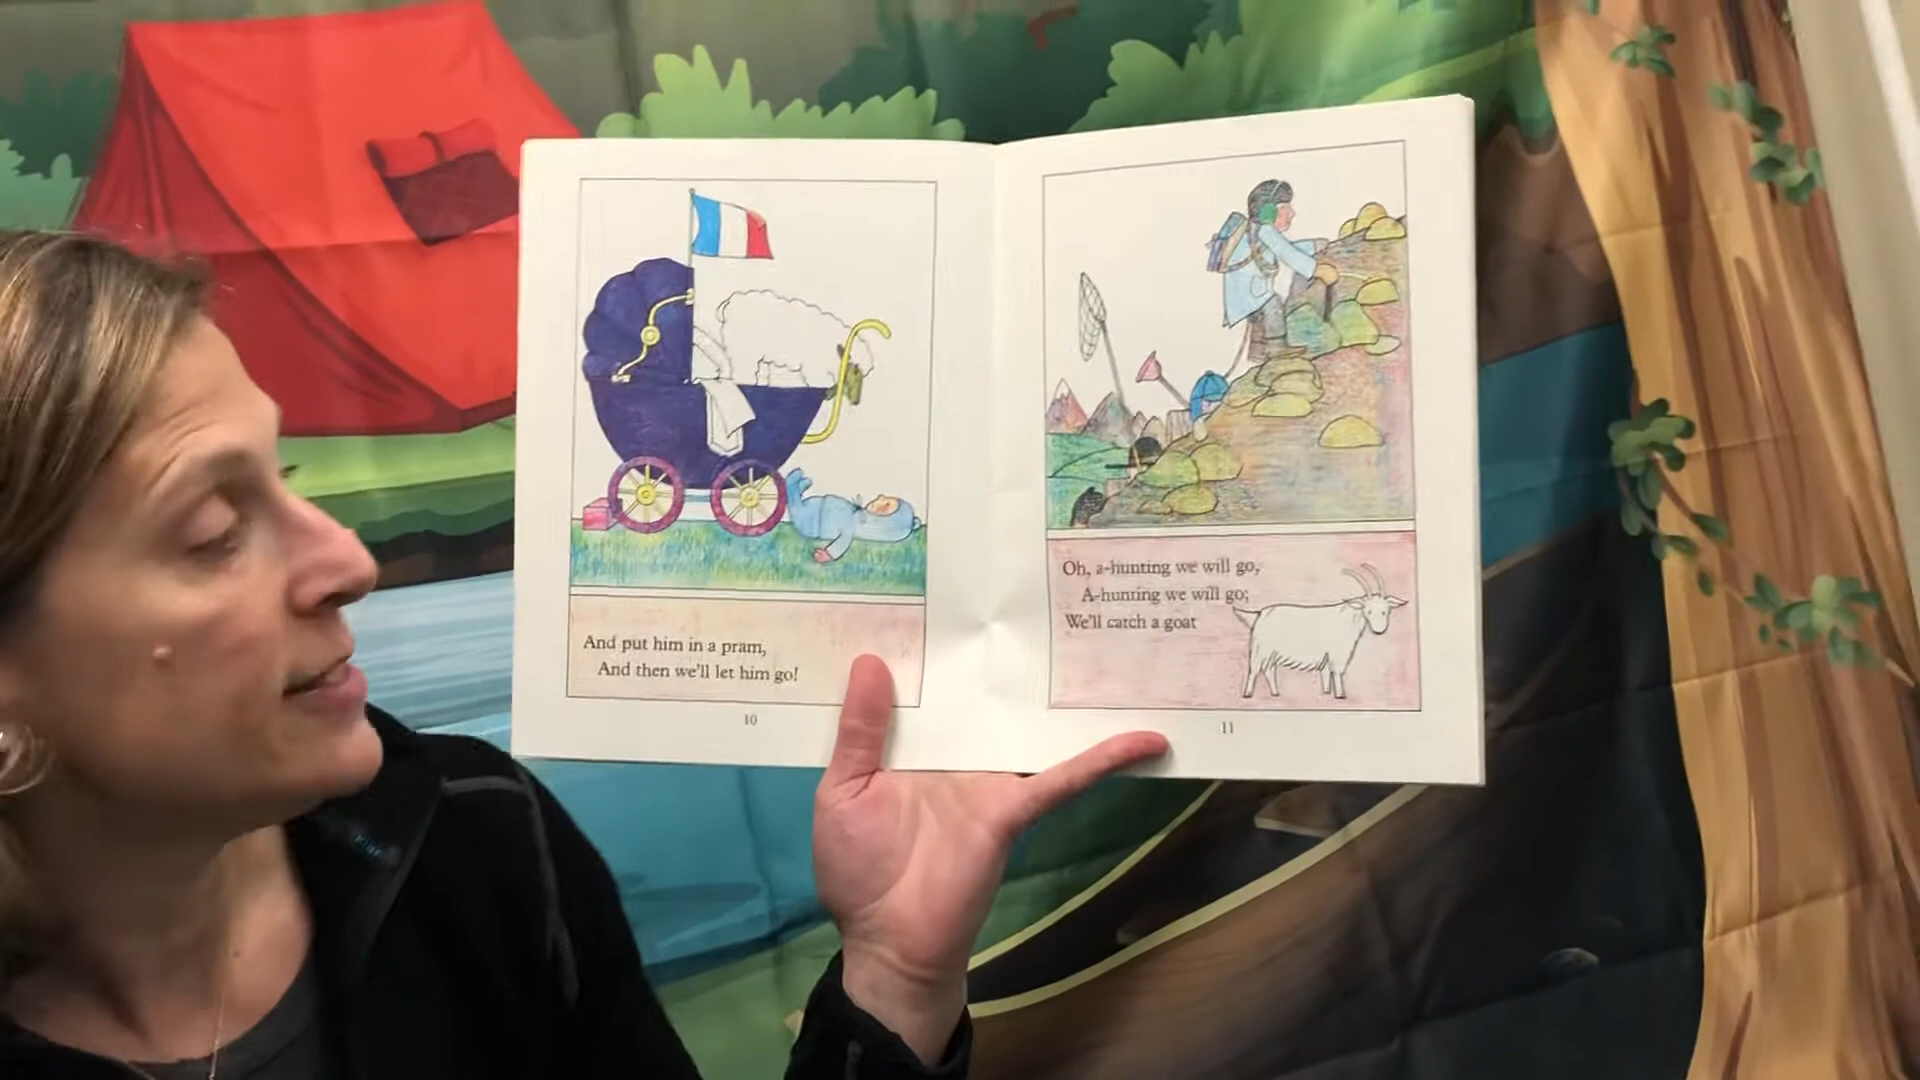 And put him in a pram,
And then we'll let him go!
10
Oh, a-hunting we will go,
A-hunting we will go;
We'll catch a goat
11